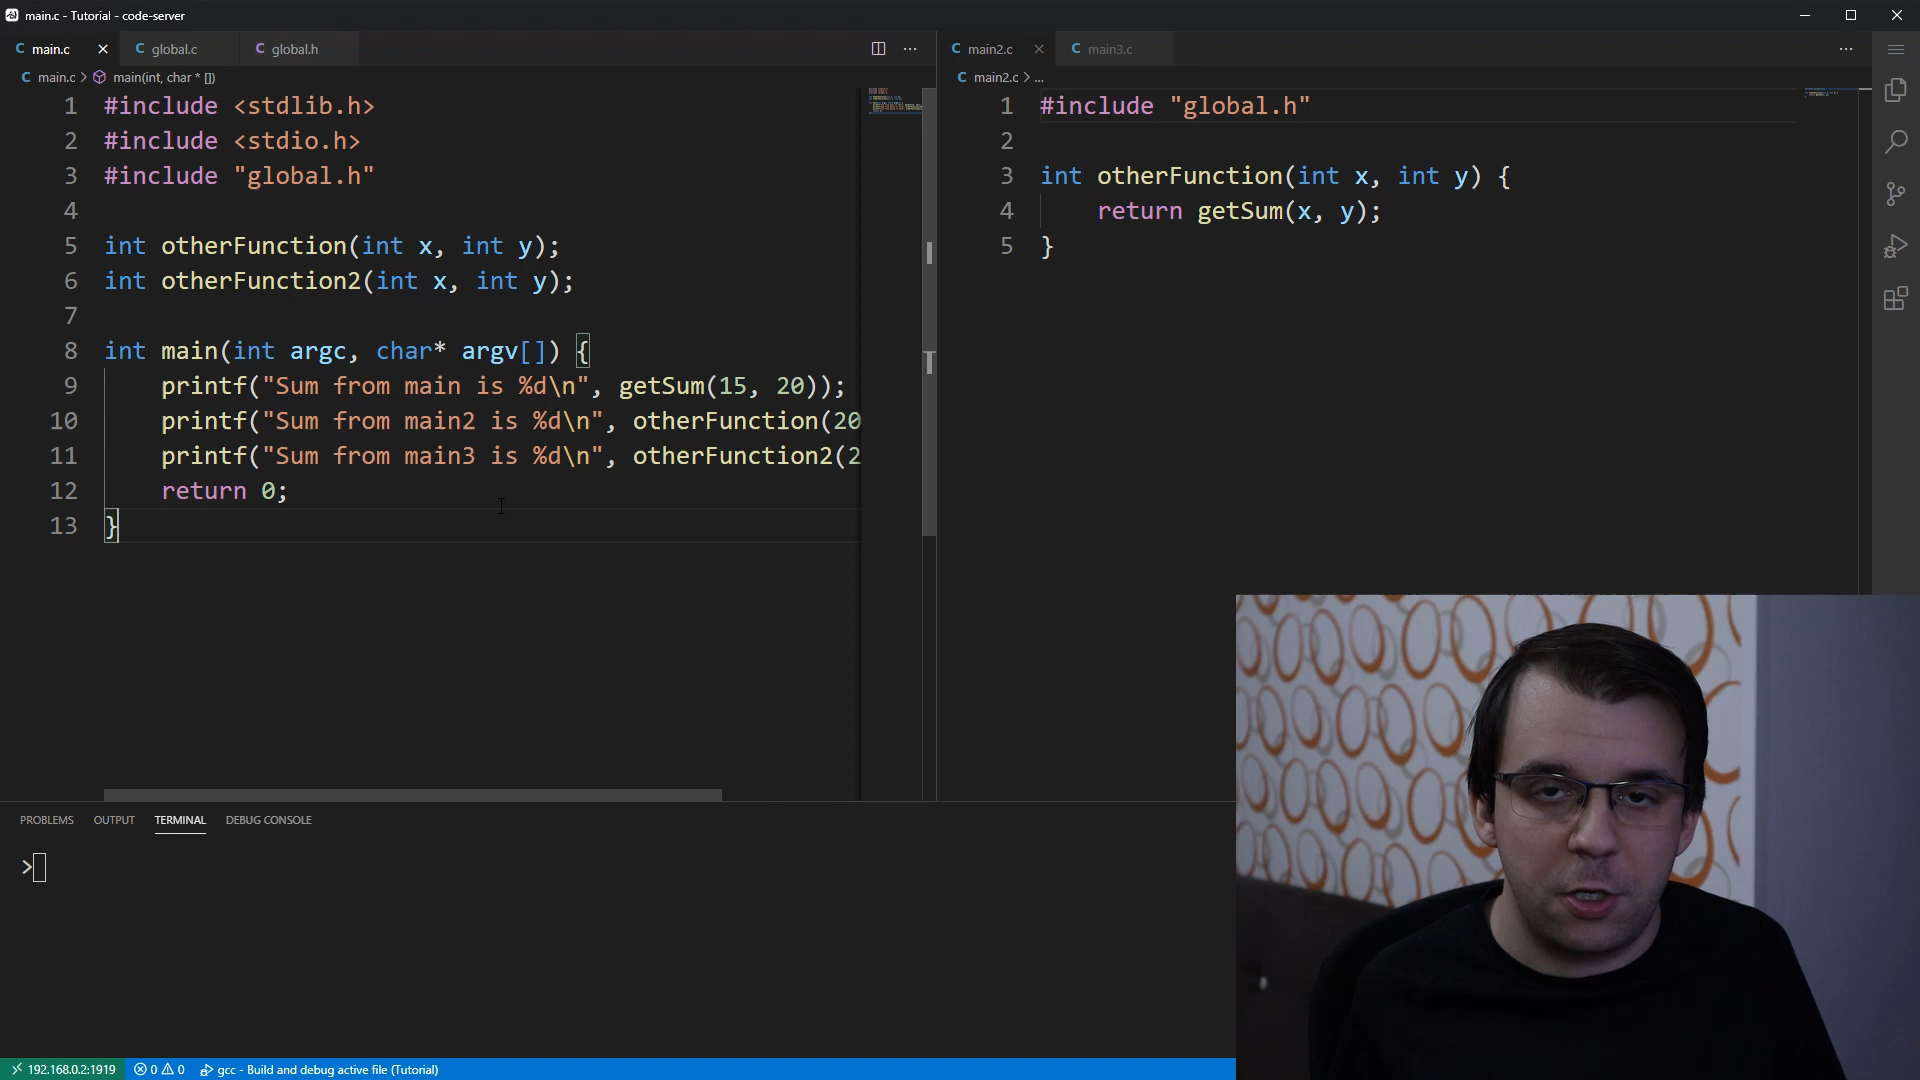 main.c - Tutorial - code-server
main.c
global.c
global.h
main.c > main(int, char * [])
1 #include <stdlib.h>
2 #include <stdio.h>
3 #include "global.h"
4
5 int otherFunction(int x, int y);
6 int otherFunction2(int x, int y);
7
8 int main(int argc, char* argv[]) {
9 printf("Sum from main is %d\n", getSum(15, 20));
10 printf("Sum from main2 is %d\n", otherFunction(20
11 printf("Sum from main3 is %d\n", otherFunction2(2
12 return 0;
13 }
main2.c
main3.c
main2.c > ...
1 #include "global.h"
2
3 int otherFunction(int x, int y) {
4 return getSum(x, y);
5 }
PROBLEMS OUTPUT TERMINAL DEBUG CONSOLE
>
192.168.0.2:1919 0 0 gcc - Build and debug active file (Tutorial)